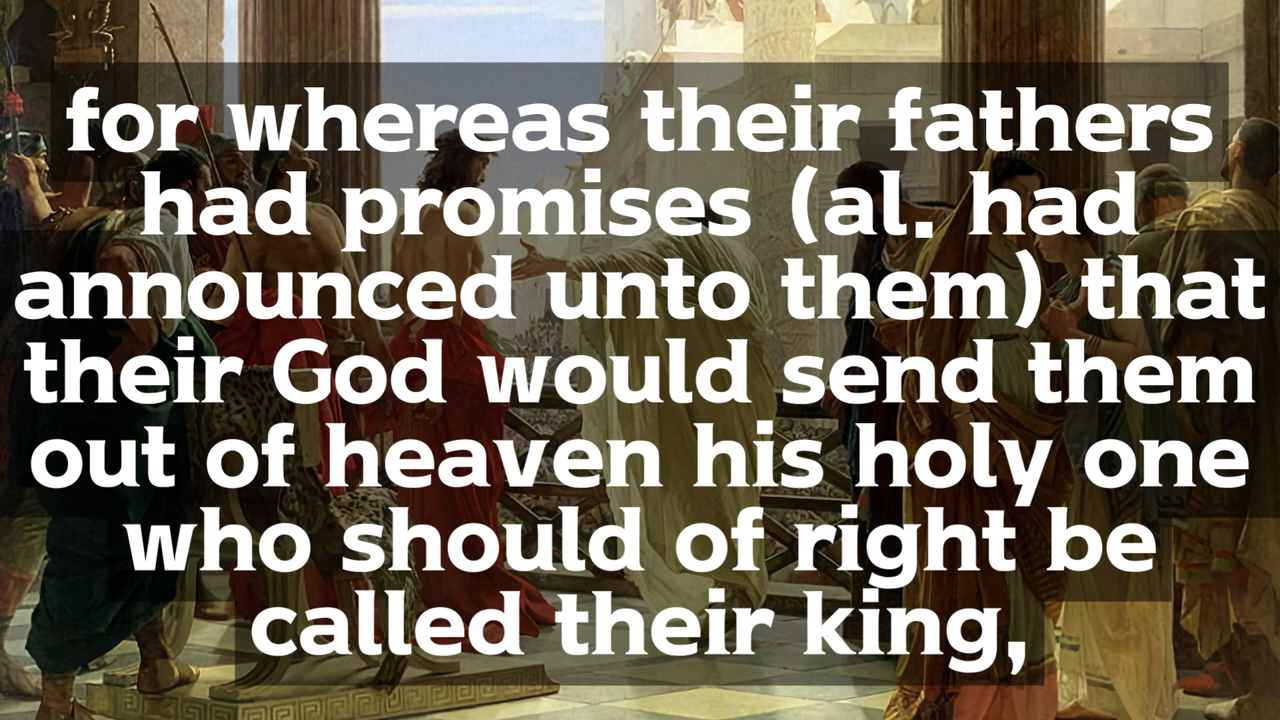 for whereas their fathers
had promises (al. had
announced unto them) that
their God would send them
out of heaven his holy one
who should of right be
called their king,